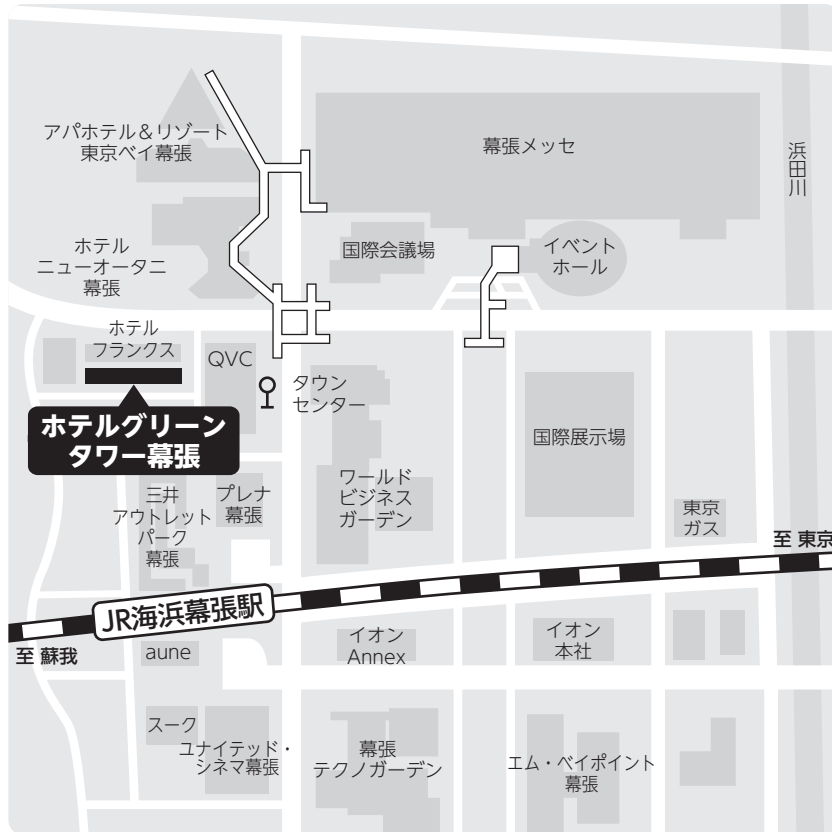 アパホテル＆リゾート
東京ベイ幕張
幕張メッセ
浜田川
ホテル
ニューオータニ
幕張
国際会議場
イベント
ホール
ホテル
フランクス
QVC
タウン
センター
ホテルグリーン
タワー幕張
国際展示場
三井
アウトレット
パーク
幕張
プレナ
幕張
ワールド
ビジネス
ガーデン
東京
ガス
至 東京
JR海浜幕張駅
至 蘇我
aune
イオン
Annex
イオン
本社
スーク
ユナイテッド・
シネマ幕張
幕張
テクノガーデン
エム・ベイポイント
幕張